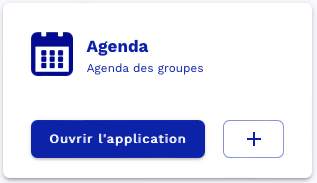 Agenda
Agenda des groupes
Ouvrir l'application